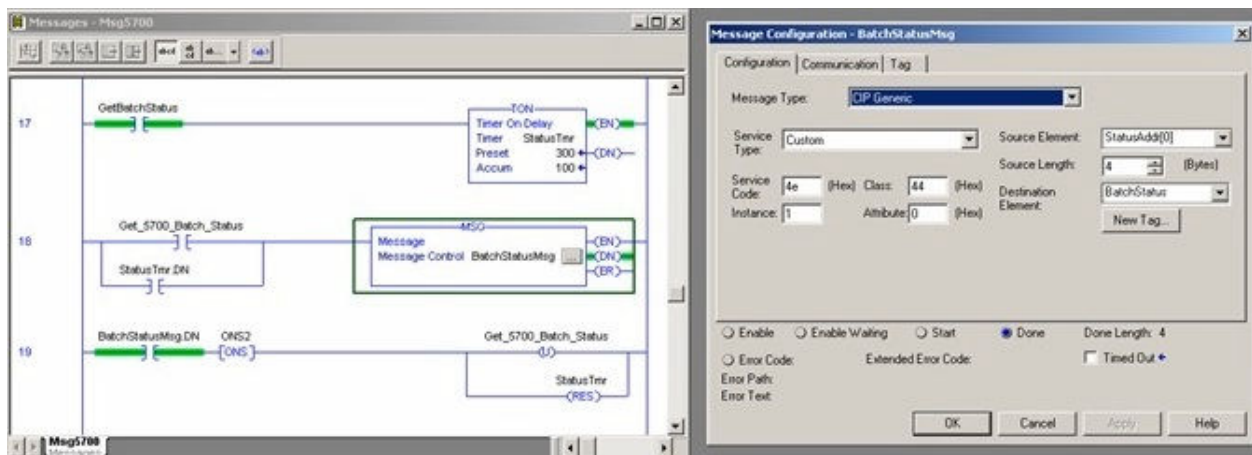 Messages - Msg5700
17
GetBatchStatus
TON
Timer On Delay
Timer StatusTmr
Preset 300
Accum 100
(EN)
(DN)
18
Get_5700_Batch_Status
StatusTmr.DN
MSG
Message
Message Control BatchStatusMsg ...
(EN)
(DN)
(ER)
19
BatchStatusMsg.DN
ONS2
[ONS]
Get_5700_Batch_Status
(U)
StatusTmr
(RES)
Msg5700
Messages
Message Configuration - BatchStatusMsg
Configuration Communication Tag
Message Type: CIP Generic
Service Type: Custom
Source Element: StatusAddr[0]
Source Length: 4 (Bytes)
Service Code: 4e (Hex) Class: 44 (Hex)
Destination Element: BatchStatus
Instance: 1 Attribute: 0 (Hex)
New Tag...
Enable Enable Waiting Start Done Done Length: 4
Error Code: Extended Error Code: Timed Out
Error Path:
Error Text:
OK Cancel Apply Help